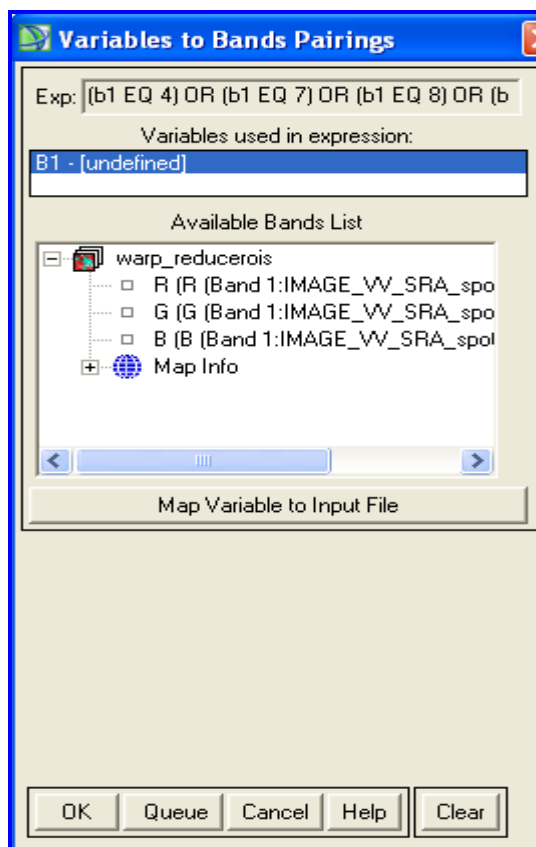 Variables to Bands Pairings
Exp: (b1 EQ 4) OR (b1 EQ 7) OR (b1 EQ 8) OR (b
Variables used in expression:
B1 - [undefined]
Available Bands List
warp_reducerois
R (R (Band 1:IMAGE_VV_SRA_spo
G (G (Band 1:IMAGE_VV_SRA_spo
B (B (Band 1:IMAGE_VV_SRA_spot
Map Info
Map Variable to Input File
OK Queue Cancel Help Clear